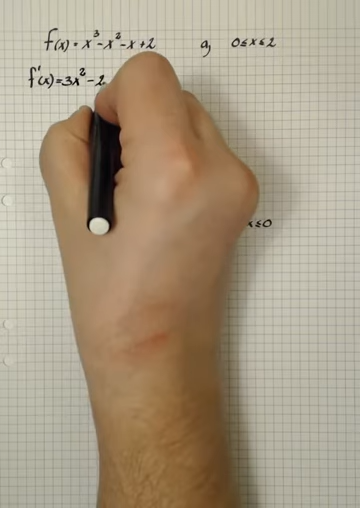 f(x) = x³ - x² - x + 2 a, 0 ≤ x ≤ 2
f'(x) = 3x² - 2
x ≤ 0